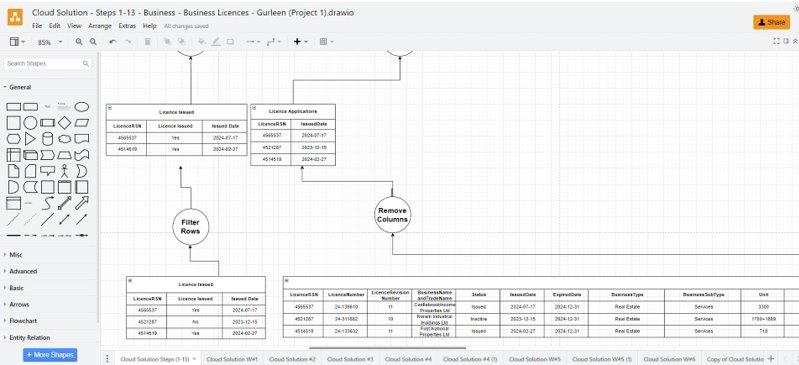 Cloud Solution - Steps 1-13 - Business - Business Licences - Gurleen (Project 1).drawio
File Edit View Arrange Extras Help All changes saved
Share
85%
Search Shapes
General
Misc
Advanced
Basic
Arrows
Flowchart
Entity Relation
+ More Shapes
Licence Issued
LicenceRSN Licence Issued Issued Date
4565537 Yes 2024-07-17
4514519 Yes 2024-02-27
Licence Applications
LicenceRSN IssuedDate
4565537 2024-07-17
4521287 2023-12-15
4514519 2024-02-27
Filter
Rows
Remove
Columns
Licence Issued
LicenceRSN Licence Issued Issued Date
4565537 Yes 2024-07-17
4521287 No 2023-12-15
4514519 Yes 2024-02-27
LicenceRSN LicenceNumber LicenceRevision Number BusinessName andTradeName Status IssuedDate ExpiredDate BusinessType BusinessSubType Unit
4565537 24-139610 11 Properties Ltd Issued 2024-07-17 2024-12-31 Real Estate Services 3300
4521287 24-311882 10 Noram Industrial Holdings Ltd Inactive 2023-12-15 2024-12-31 Real Estate Services
4514519 24-133632 11 First National Properties Ltd Issued 2024-02-27 2024-12-31 Real Estate Services 718
Cloud Solution Steps (1-13) Cloud Solution W#1 Cloud Solution #2 Cloud Solution #3 Cloud Solution #4 Cloud Solution #4 (1) Cloud Solution W#5 Cloud Solution W#5 (1) Cloud Solution W#6 Copy of Cloud Solutio